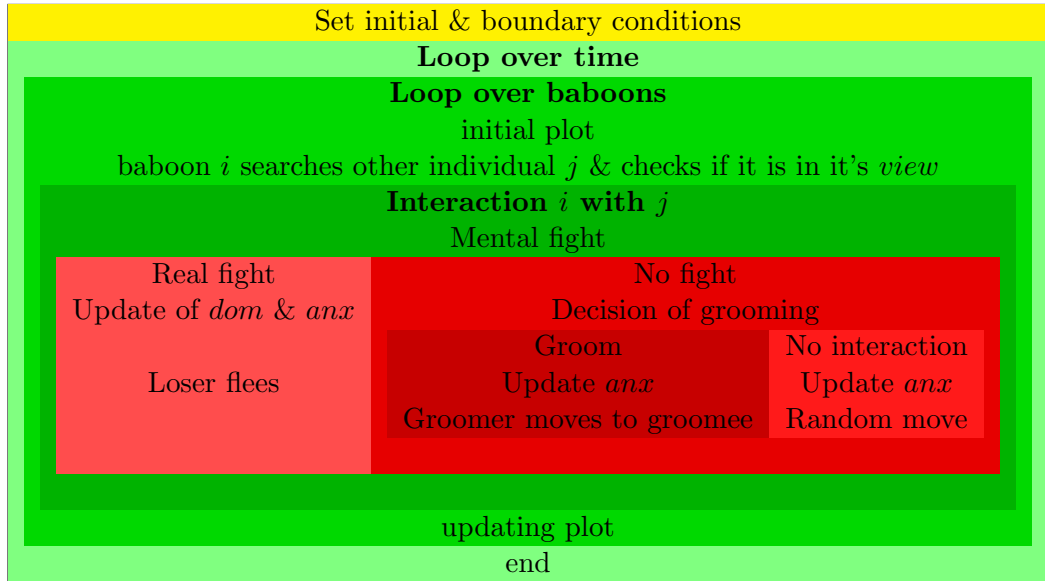 Set initial & boundary conditions
Loop over time
Loop over baboons
initial plot
baboon i searches other individual j & checks if it is in it's view
Interaction i with j
Mental fight
Real fight
Update of dom & anx
Loser flees
No fight
Decision of grooming
Groom
Update anx
Groomer moves to groomee
No interaction
Update anx
Random move
updating plot
end